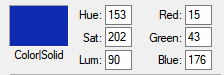 Hue: 153 Red: 15
Sat: 202 Green: 43
Color|Solid Lum: 90 Blue: 176